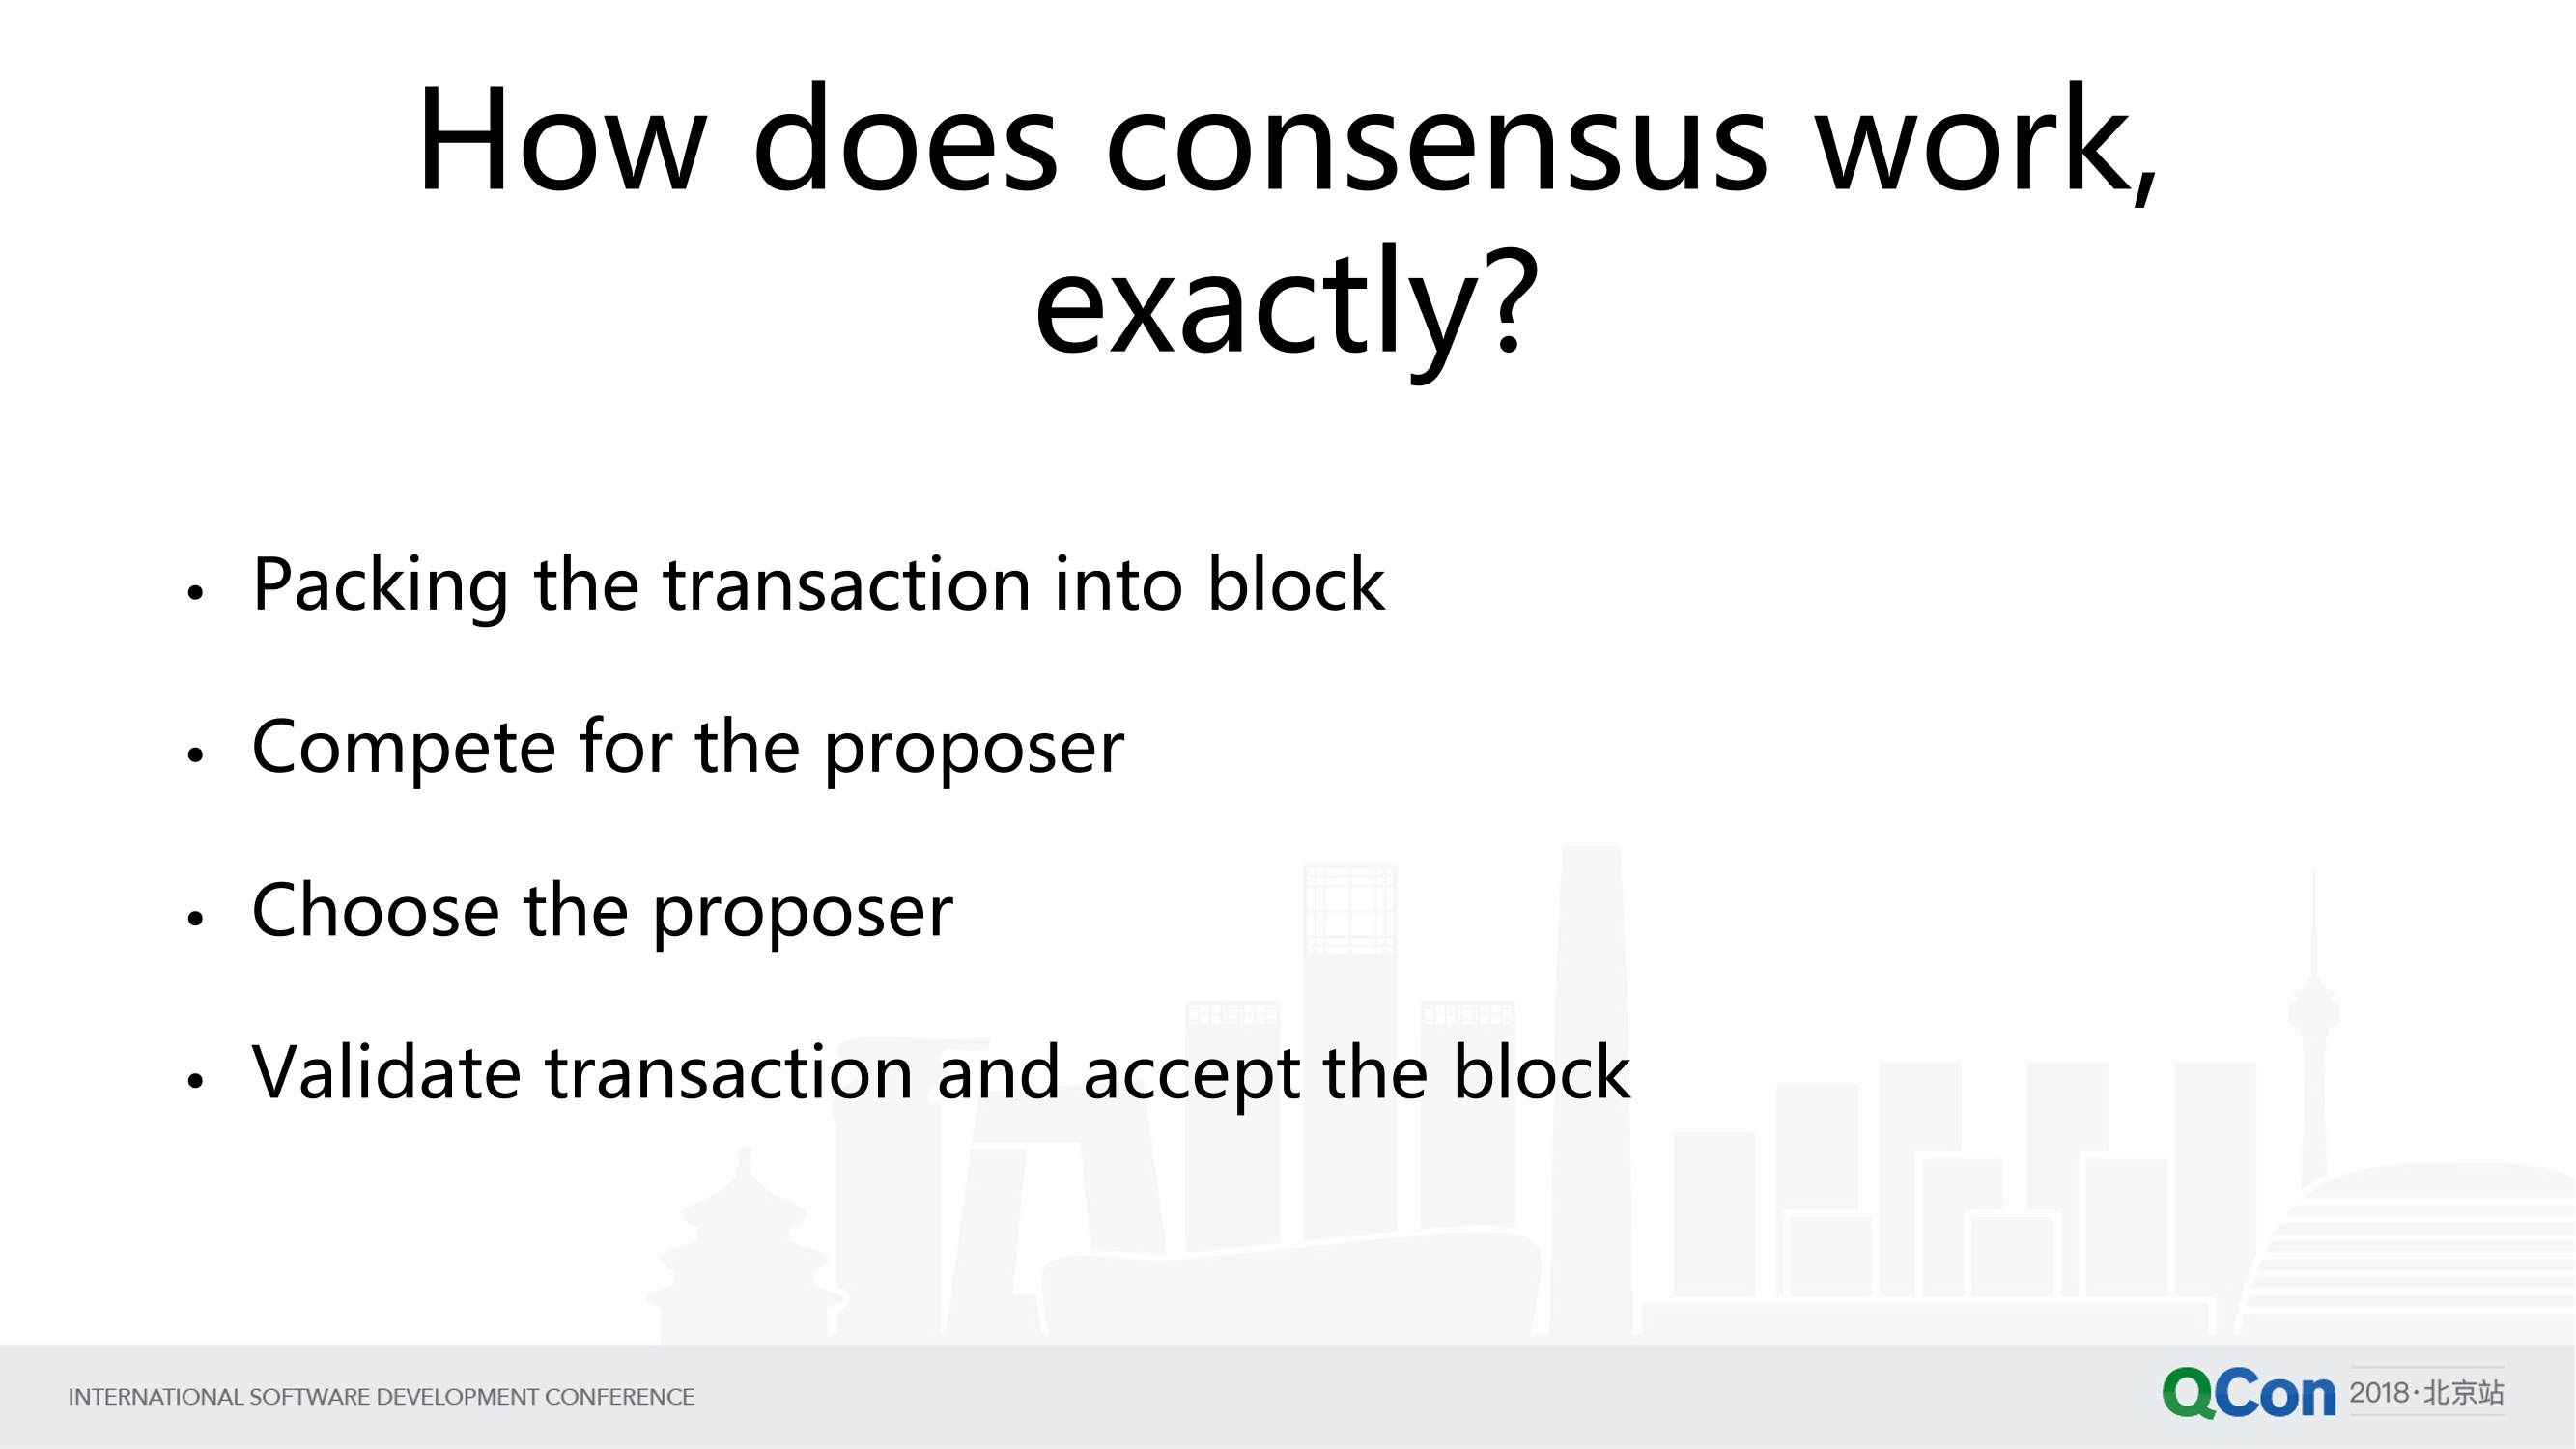 How does consensus work,
exactly?
• Packing the transaction into block
• Compete for the proposer
• Choose the proposer
• Validate transaction and accept the block
INTERNATIONAL SOFTWARE DEVELOPMENT CONFERENCE
QCon 2018·北京站